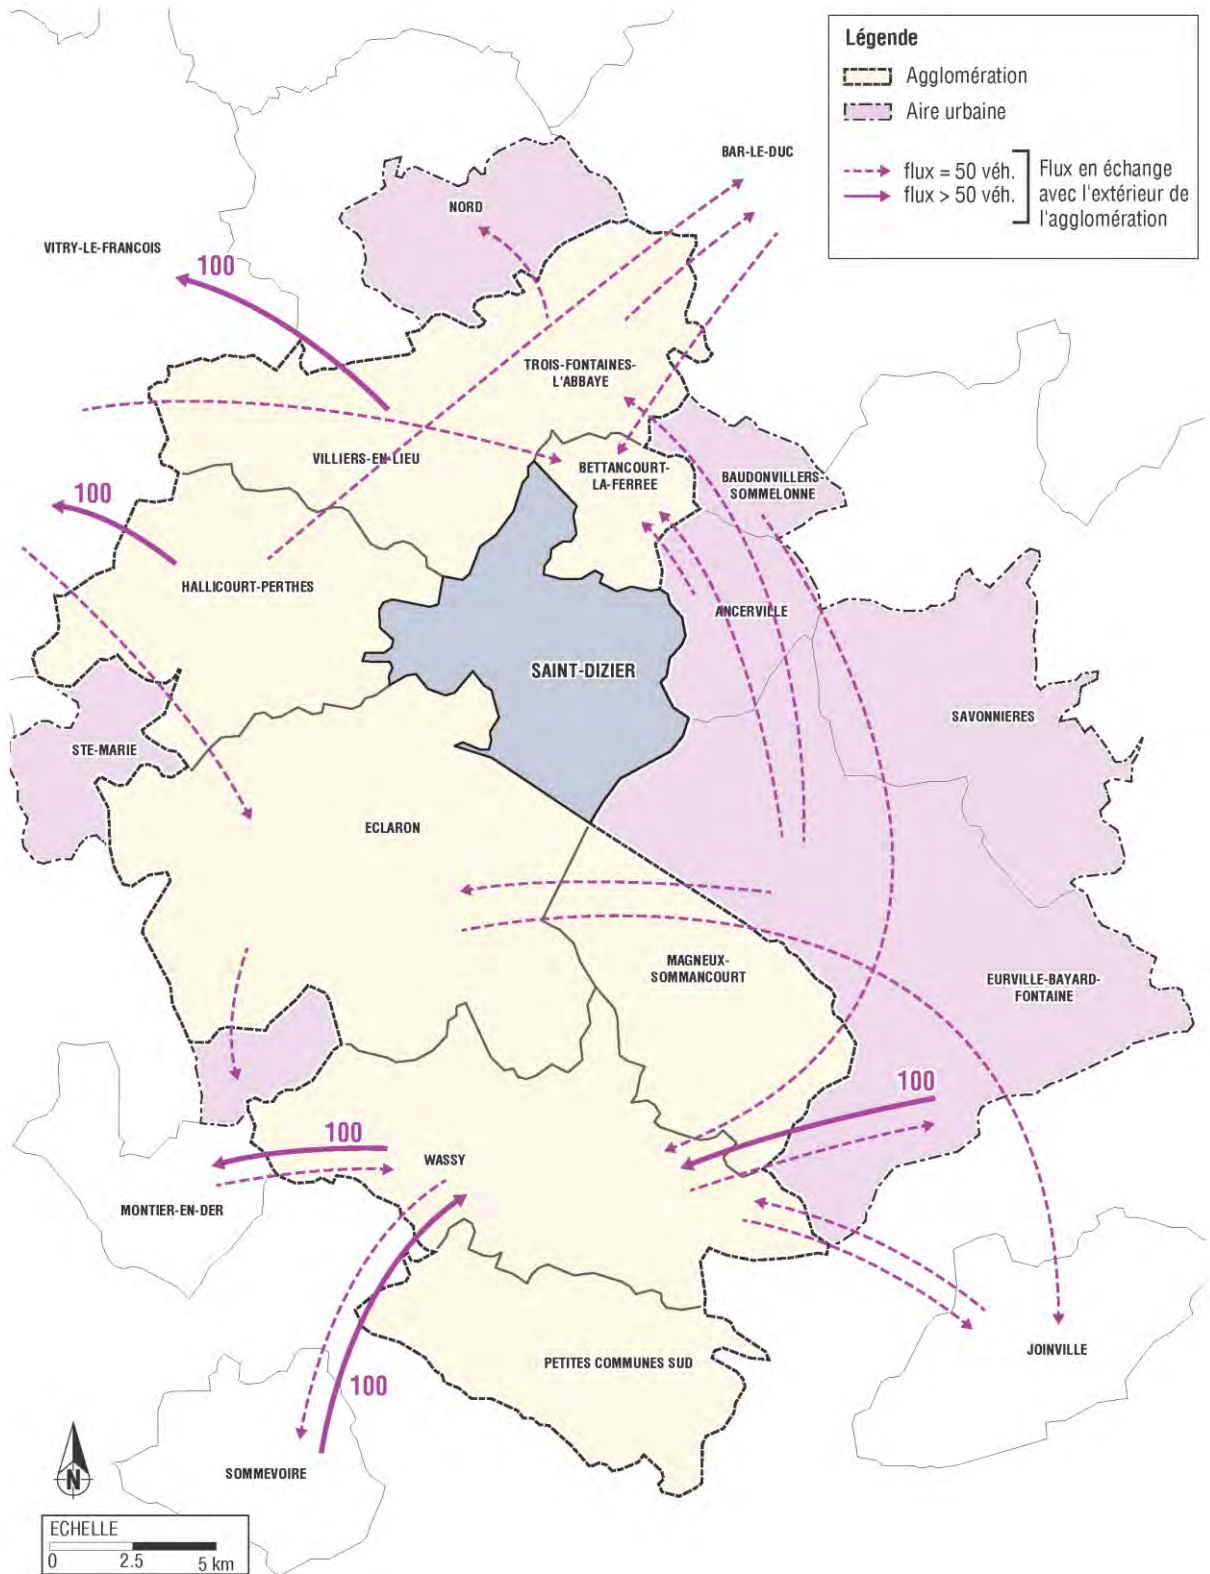 Légende
Agglomération
Aire urbaine
flux = 50 véh.
flux > 50 véh.
Flux en échange
avec l'extérieur de
l'agglomération
BAR-LE-DUC
NORD
VITRY-LE-FRANCOIS
100
TROIS-FONTAINES-
L'ABBAYE
VILLIERS-EN-LIEU
BETTANCOURT-
LA-FERREE
BAUDONVILLERS-
SOMMELONNE
100
HALLICOURT-PERTHES
ANCERVILLE
SAINT-DIZIER
SAVONNIERES
STE-MARIE
ECLARON
MAGNEUX-
SOMMANCOURT
EURVILLE-BAYARD-
FONTAINE
100
100
WASSY
MONTIER-EN-DER
JOINVILLE
PETITES COMMUNES SUD
100
SOMMEVOIRE
N
ECHELLE
0 2.5 5 km